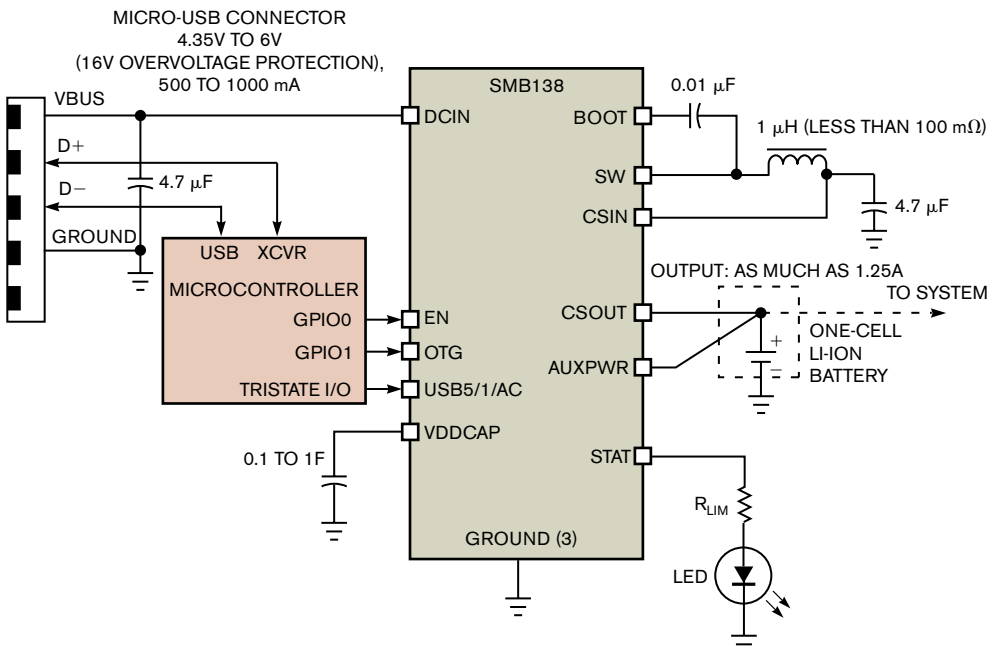 MICRO-USB CONNECTOR
4.35V TO 6V
(16V OVERVOLTAGE PROTECTION),
500 TO 1000 mA
VBUS
D+
D−
GROUND
4.7 μF
USB XCVR
MICROCONTROLLER
GPIO0
GPIO1
TRISTATE I/O
0.1 TO 1F
SMB138
DCIN
EN
OTG
USB5/1/AC
VDDCAP
BOOT
SW
CSIN
CSOUT
AUXPWR
STAT
GROUND (3)
0.01 μF
1 μH (LESS THAN 100 mΩ)
4.7 μF
OUTPUT: AS MUCH AS 1.25A
TO SYSTEM
+
−
ONE-CELL
LI-ION
BATTERY
RLIM
LED